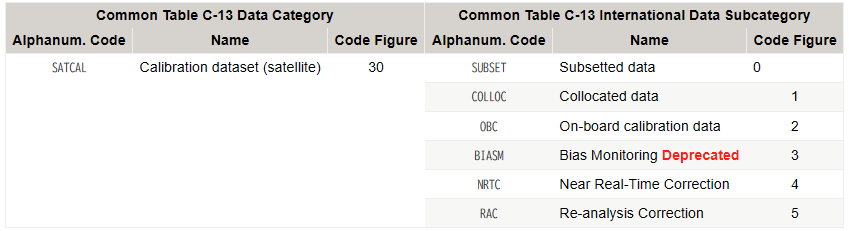 Common Table C-13 Data Category Common Table C-13 International Data Subcategory
Alphanum. Code Name Code Figure Alphanum. Code Name Code Figure
SATCAL Calibration dataset (satellite) 30 SUBSET Subsetted data 0
COLLOC Collocated data 1
OBC On-board calibration data 2
BIASM Bias Monitoring Deprecated 3
NRTC Near Real-Time Correction 4
RAC Re-analysis Correction 5